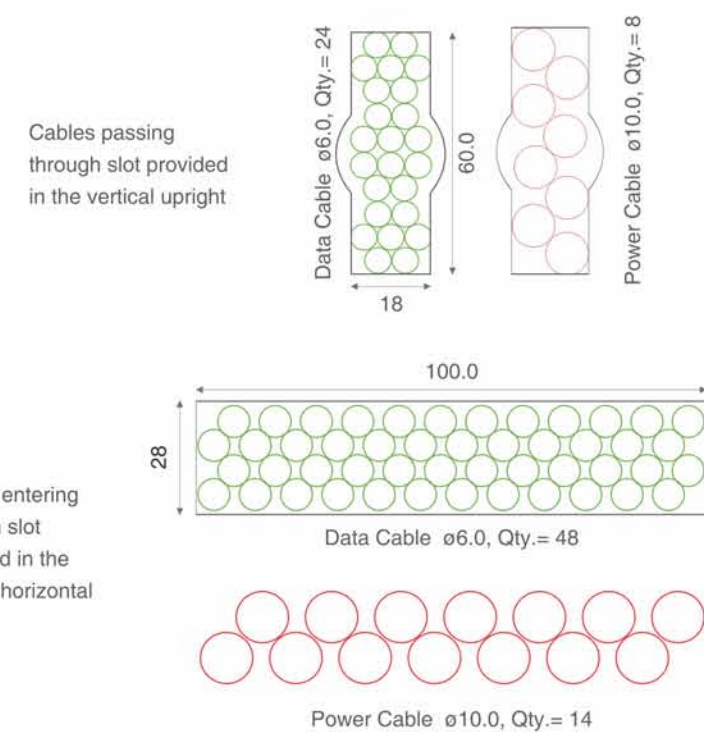 Cables passing
through slot provided
in the vertical upright
Data Cable ø6.0, Qty.= 24
60.0
18
Power Cable ø10.0, Qty.= 8
100.0
28
entering
slot
d in the
horizontal
Data Cable ø6.0, Qty.= 48
Power Cable ø10.0, Qty.= 14